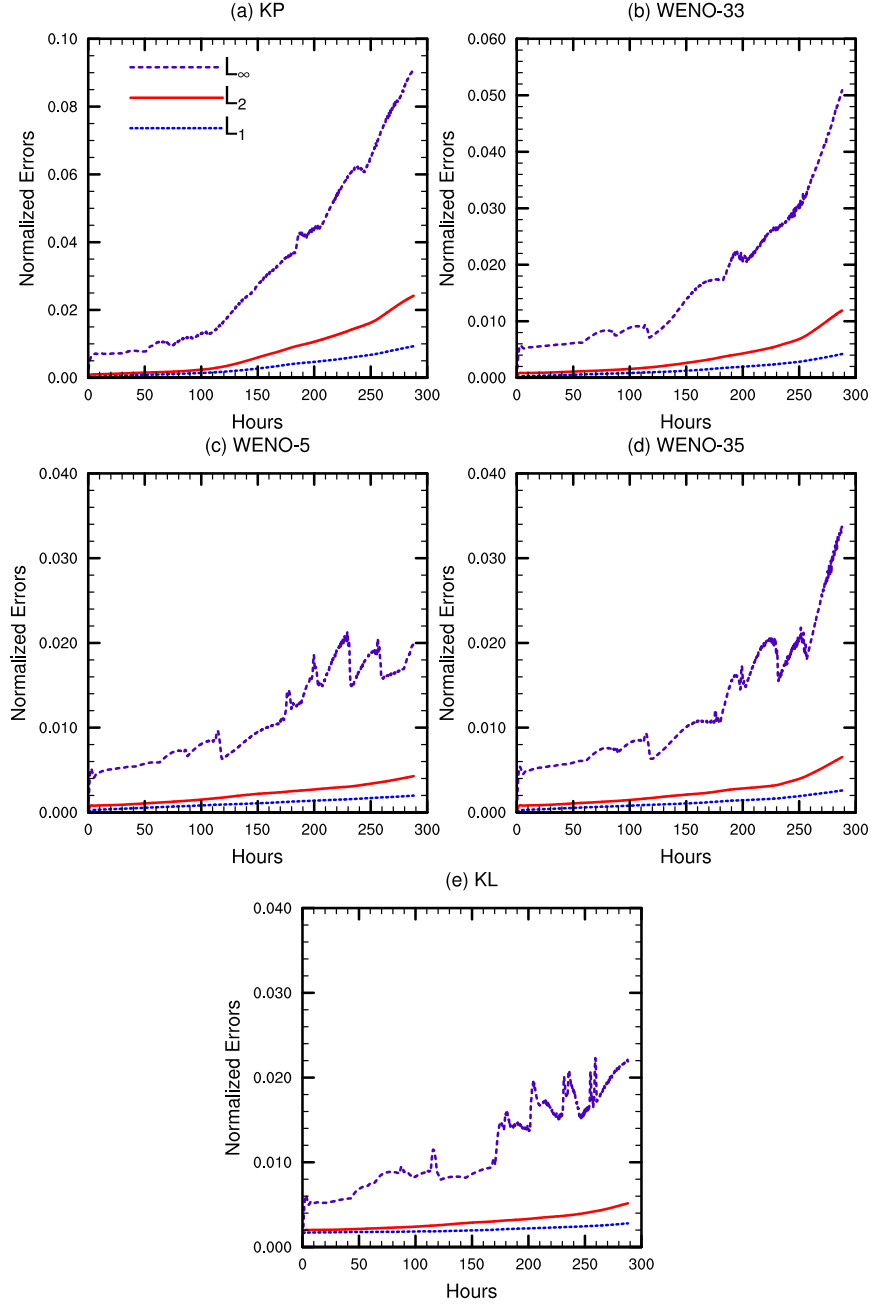 (a) KP
0.10
0.08
0.06
0.04
0.02
0.00
Normalized Errors
L∞
L2
L1
0 50 100 150 200 250 300
Hours
(b) WENO-33
0.060
0.050
0.040
0.030
0.020
0.010
0.000
Normalized Errors
0 50 100 150 200 250 300
Hours
(c) WENO-5
0.040
0.030
0.020
0.010
0.000
Normalized Errors
0 50 100 150 200 250 300
Hours
(d) WENO-35
0.040
0.030
0.020
0.010
0.000
Normalized Errors
0 50 100 150 200 250 300
Hours
(e) KL
0.040
0.030
0.020
0.010
0.000
Normalized Errors
0 50 100 150 200 250 300
Hours